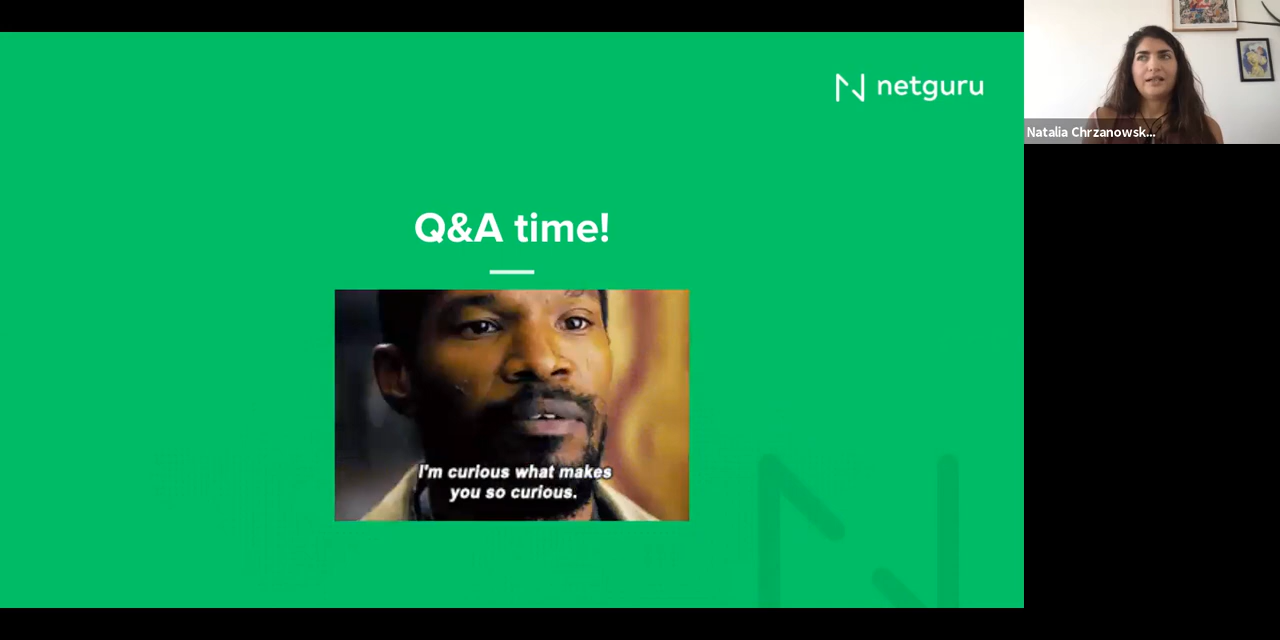 netguru
Natalia Chrzanowsk...
Q&A time!
I'm curious what makes
you so curious.